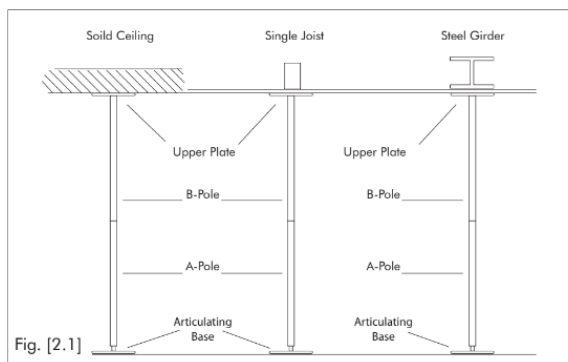 Soild Ceiling
Single Joist
Steel Girder
Upper Plate
Upper Plate
B-Pole
B-Pole
A-Pole
A-Pole
Articulating
Base
Articulating
Base
Fig. [2.1]